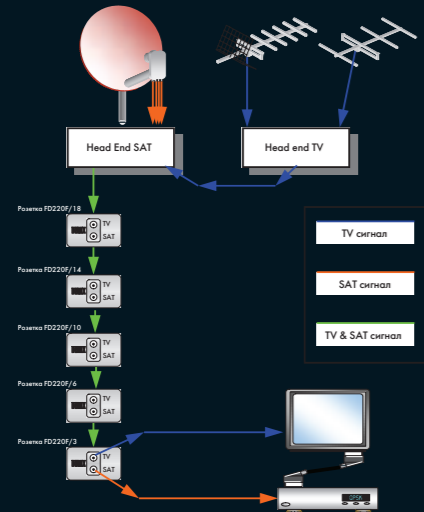 Head End SAT
Head end TV
Розетка FD220F/18
TV
SAT
TV сигнал
Розетка FD220F/14
TV
SAT
SAT сигнал
Розетка FD220F/10
TV
SAT
TV & SAT сигнал
Розетка FD220F/6
TV
SAT
Розетка FD220F/3
TV
SAT